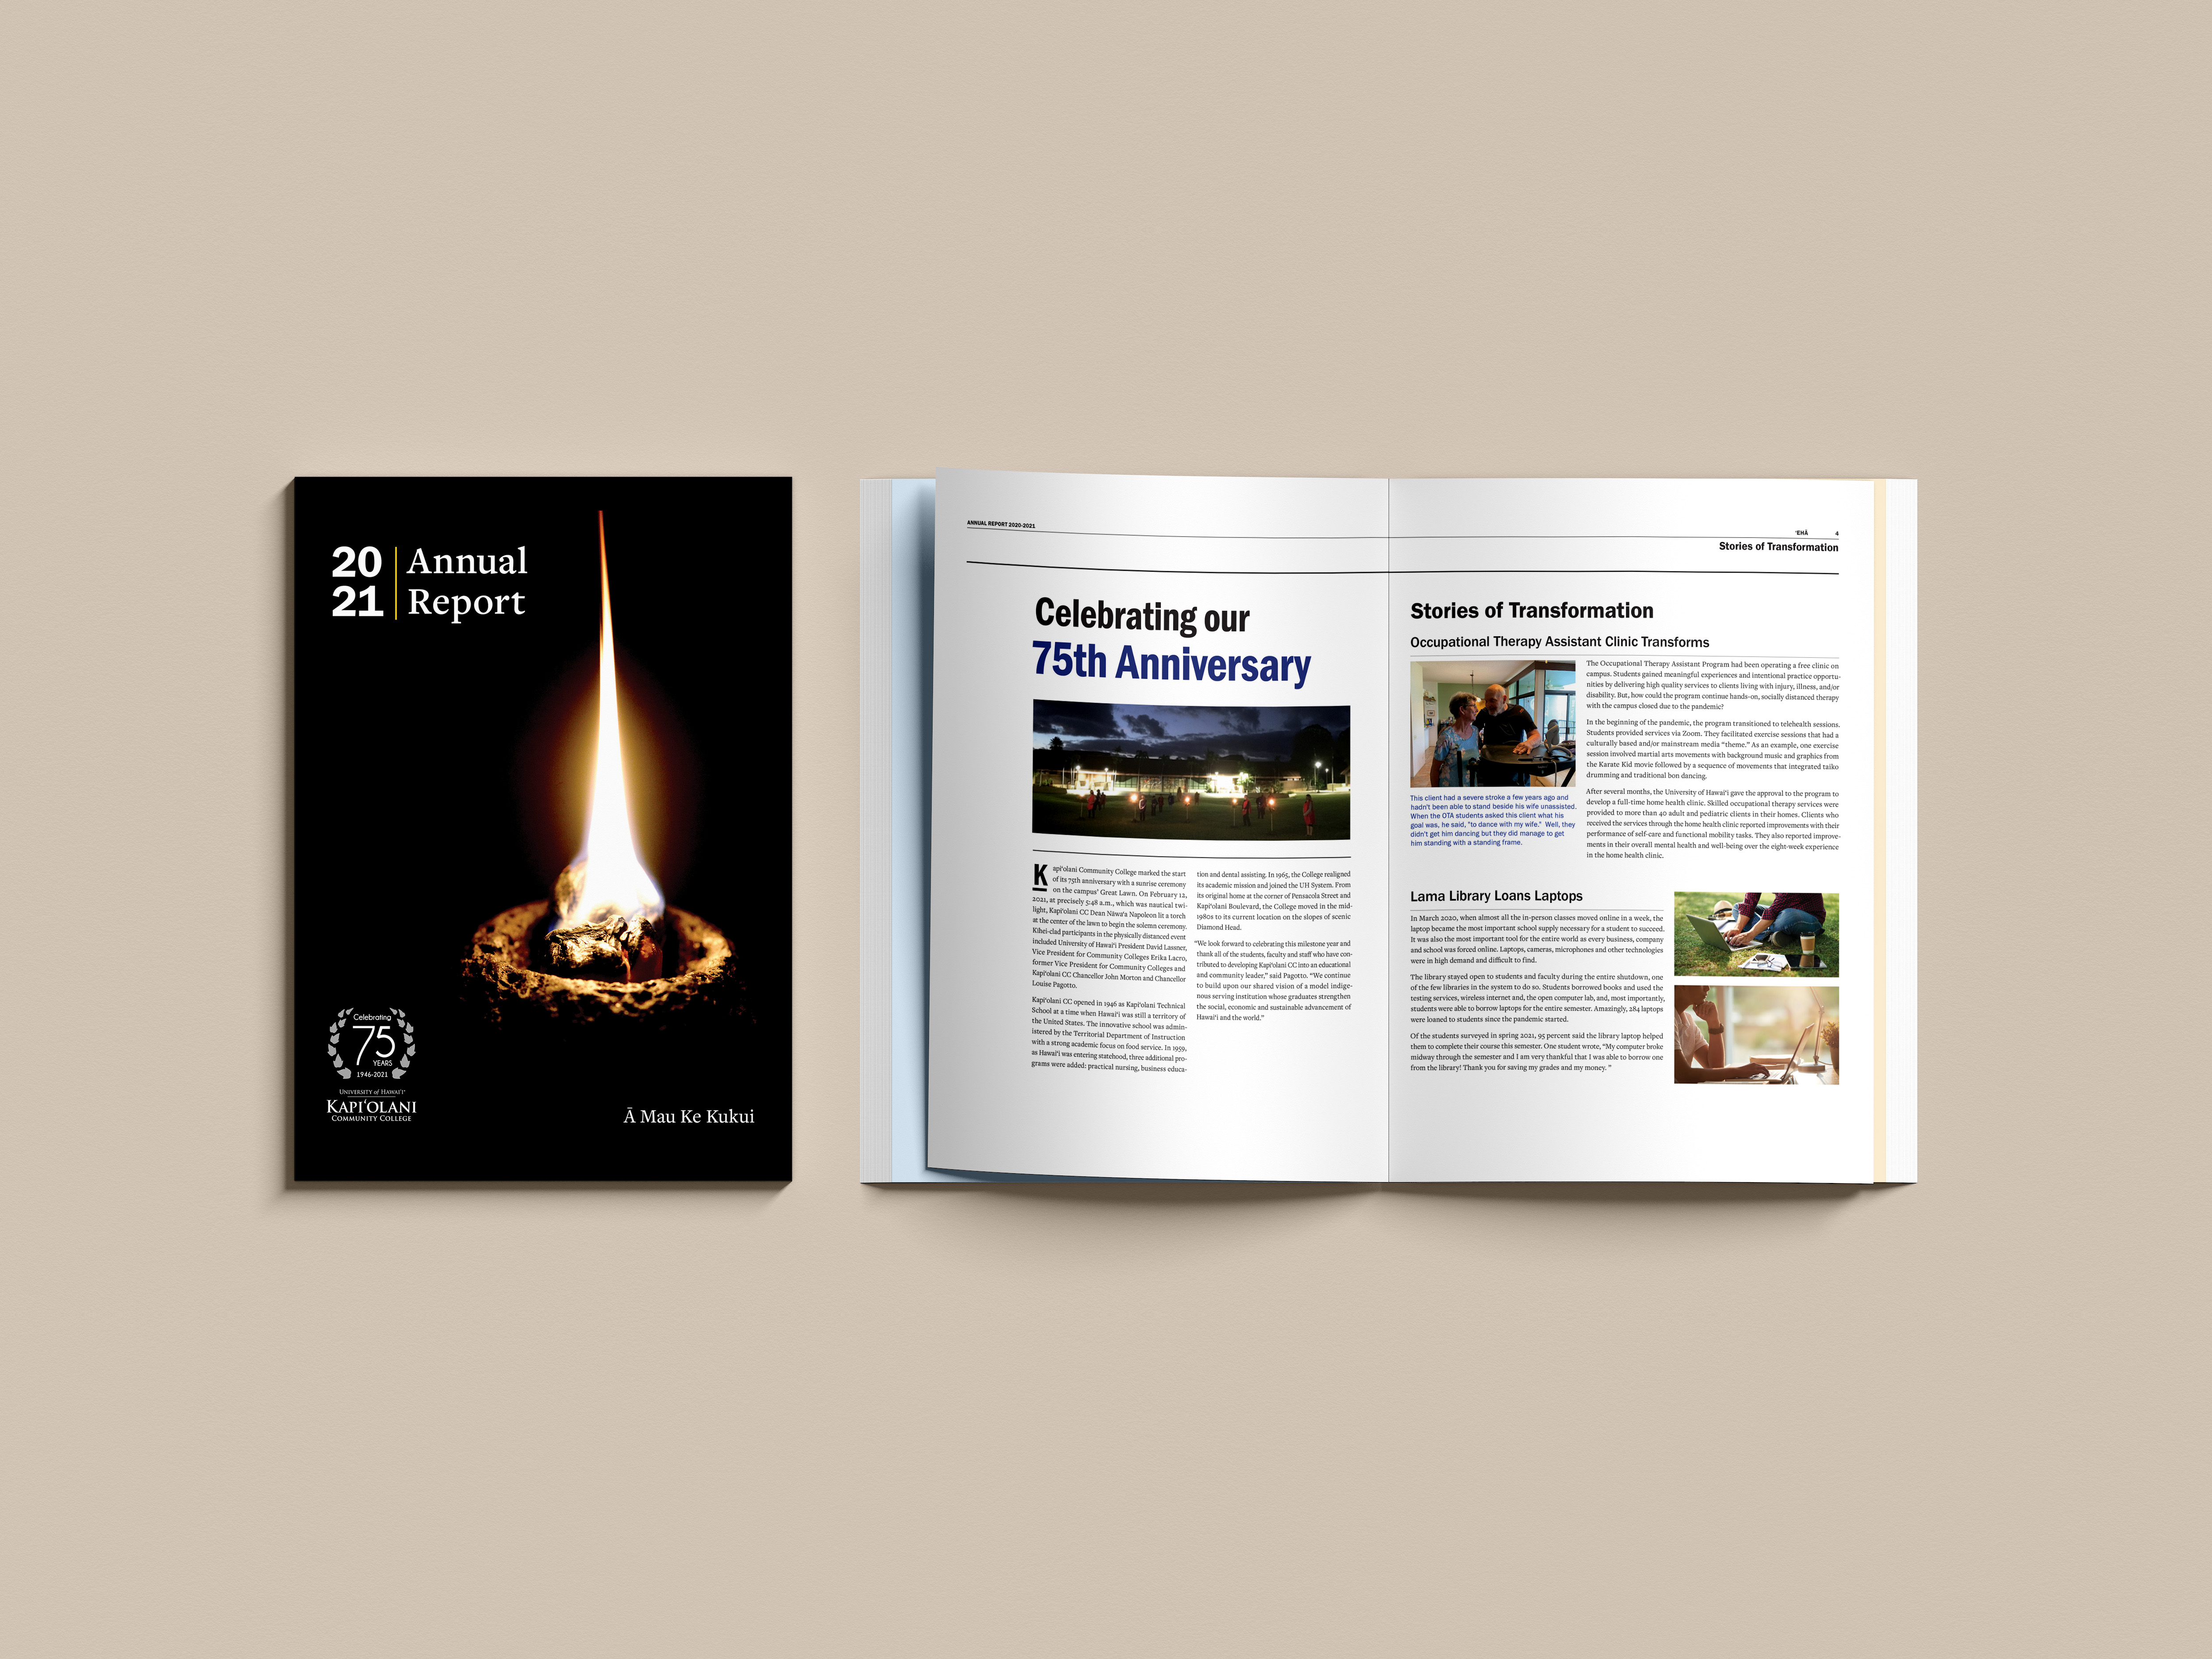 20
21
Annual
Report
Celebrating
75
YEARS
1946-2021
UNIVERSITY of HAWAIʻI®
KAPIʻOLANI
COMMUNITY COLLEGE
Ā Mau Ke Kukui
ANNUAL REPORT 2020-2021
Celebrating our
75th Anniversary
Kapiʻolani Community College marked the start
of its 75th anniversary with a sunrise ceremony
on the campus’ Great Lawn. On February 12,
2021, at precisely 5:48 a.m., which was nautical twi-
light, Kapiʻolani CC Dean Nāwaʻa Napoleon lit a torch
at the center of the lawn to begin the solemn ceremony.
Kīhei-clad participants in the physically distanced event
included University of Hawaiʻi President David Lassner,
Vice President for Community Colleges Erika Lacro,
former Vice President for Community Colleges and
Kapiʻolani CC Chancellor John Morton and Chancellor
Louise Pagotto.
Kapiʻolani CC opened in 1946 as Kapiʻolani Technical
School at a time when Hawaiʻi was still a territory of
the United States. The innovative school was admin-
istered by the Territorial Department of Instruction
with a strong academic focus on food service. In 1959,
as Hawaiʻi was entering statehood, three additional pro-
grams were added: practical nursing, business educa-
tion and dental assisting. In 1965, the College realigned
its academic mission and joined the UH System. From
its original home at the corner of Pensacola Street and
Kapiʻolani Boulevard, the College moved in the mid-
1980s to its current location on the slopes of scenic
Diamond Head.
“We look forward to celebrating this milestone year and
thank all of the students, faculty and staff who have con-
tributed to developing Kapiʻolani CC into an educational
and community leader,” said Pagotto. “We continue
to build upon our shared vision of a model indige-
nous serving institution whose graduates strengthen
the social, economic and sustainable advancement of
Hawaiʻi and the world.”
ʻEHĀ 4
Stories of Transformation
Stories of Transformation
Occupational Therapy Assistant Clinic Transforms
This client had a severe stroke a few years ago and
hadn't been able to stand beside his wife unassisted.
When the OTA students asked this client what his
goal was, he said, "to dance with my wife." Well, they
didn't get him dancing but they did manage to get
him standing with a standing frame.
The Occupational Therapy Assistant Program had been operating a free clinic on
campus. Students gained meaningful experiences and intentional practice opportu-
nities by delivering high quality services to clients living with injury, illness, and/or
disability. But, how could the program continue hands-on, socially distanced therapy
with the campus closed due to the pandemic?
In the beginning of the pandemic, the program transitioned to telehealth sessions.
Students provided services via Zoom. They facilitated exercise sessions that had a
culturally based and/or mainstream media “theme.” As an example, one exercise
session involved martial arts movements with background music and graphics from
the Karate Kid movie followed by a sequence of movements that integrated taiko
drumming and traditional bon dancing.
After several months, the University of Hawaiʻi gave the approval to the program to
develop a full-time home health clinic. Skilled occupational therapy services were
provided to more than 40 adult and pediatric clients in their homes. Clients who
received the services through the home health clinic reported improvements with their
performance of self-care and functional mobility tasks. They also reported improve-
ments in their overall mental health and well-being over the eight-week experience
in the home health clinic.
Lama Library Loans Laptops
In March 2020, when almost all the in-person classes moved online in a week, the
laptop became the most important school supply necessary for a student to succeed.
It was also the most important tool for the entire world as every business, company
and school was forced online. Laptops, cameras, microphones and other technologies
were in high demand and difficult to find.
The library stayed open to students and faculty during the entire shutdown, one
of the few libraries in the system to do so. Students borrowed books and used the
testing services, wireless internet and, the open computer lab, and, most importantly,
students were able to borrow laptops for the entire semester. Amazingly, 284 laptops
were loaned to students since the pandemic started.
Of the students surveyed in spring 2021, 95 percent said the library laptop helped
them to complete their course this semester. One student wrote, “My computer broke
midway through the semester and I am very thankful that I was able to borrow one
from the library! Thank you for saving my grades and my money. ”